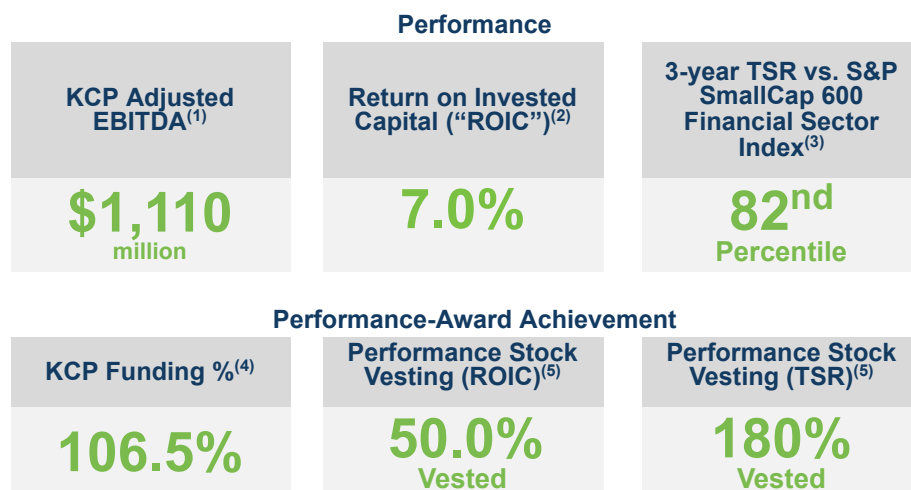 Performance
KCP Adjusted
EBITDA(1)
$1,110
million
Return on Invested
Capital (“ROIC”)(2)
7.0%
3-year TSR vs. S&P
SmallCap 600
Financial Sector
Index(3)
82nd
Percentile
Performance-Award Achievement
KCP Funding %(4)
106.5%
Performance Stock
Vesting (ROIC)(5)
50.0%
Vested
Performance Stock
Vesting (TSR)(5)
180%
Vested